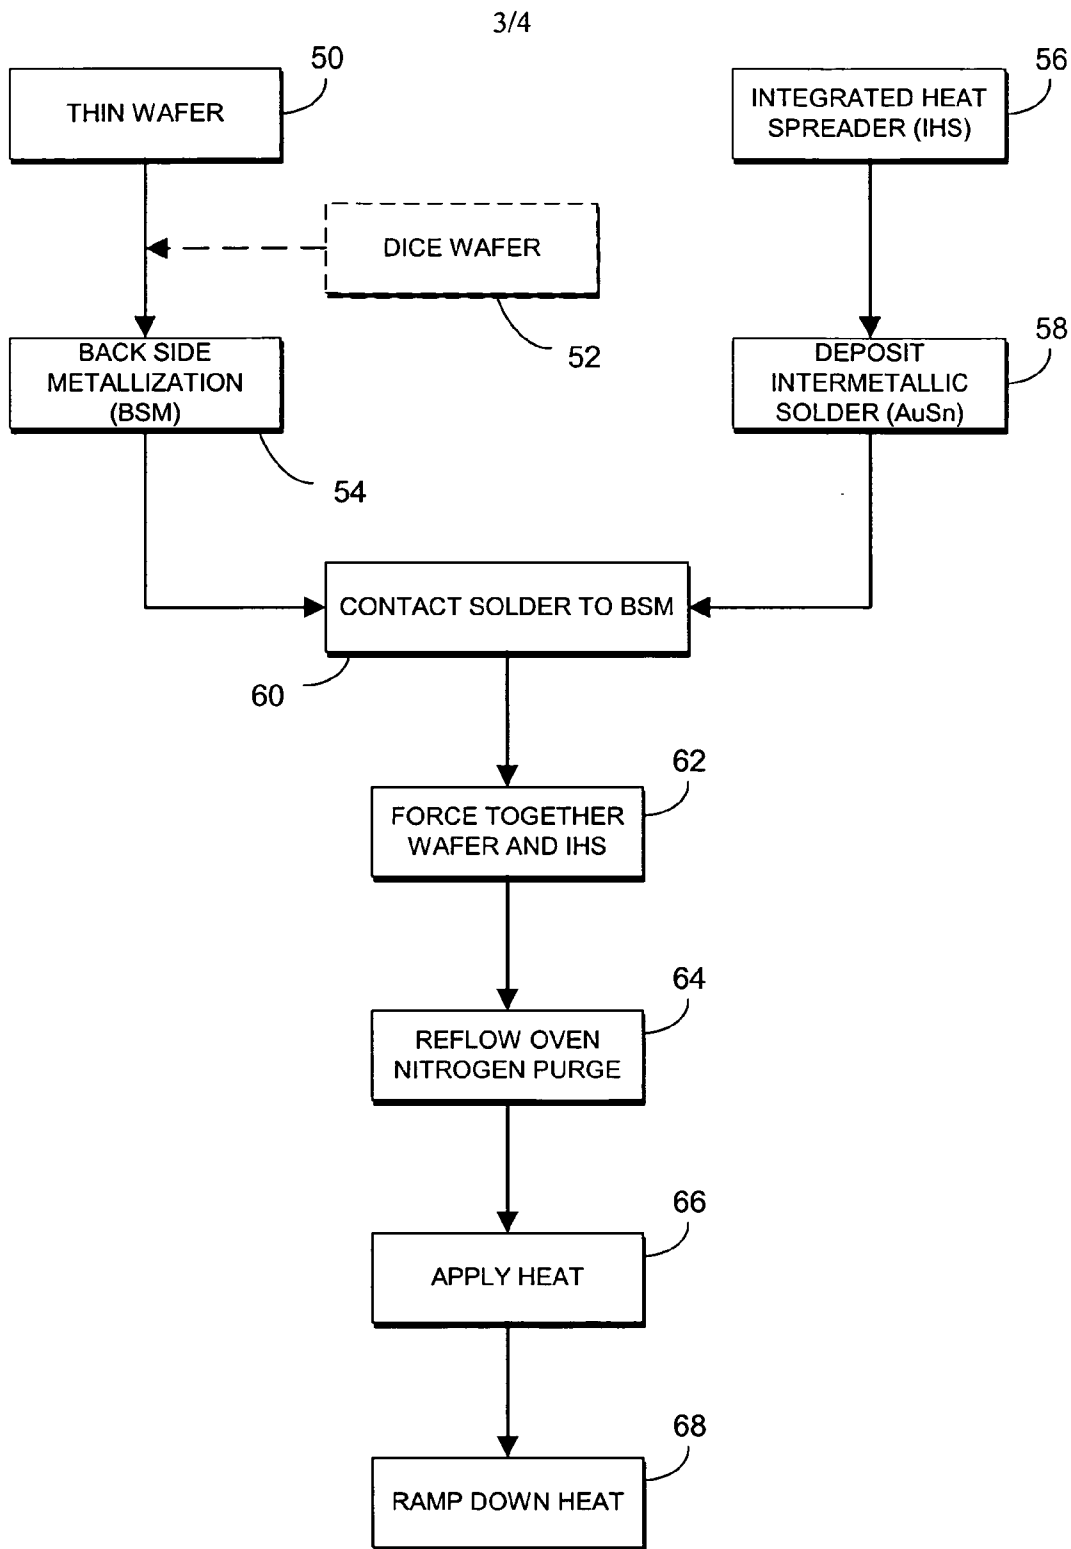 3/4
50
THIN WAFER
56
INTEGRATED HEAT
SPREADER (IHS)
DICE WAFER
52
BACK SIDE
METALLIZATION
(BSM)
54
58
DEPOSIT
INTERMETALLIC
SOLDER (AuSn)
CONTACT SOLDER TO BSM
60
62
FORCE TOGETHER
WAFER AND IHS
64
REFLOW OVEN
NITROGEN PURGE
66
APPLY HEAT
68
RAMP DOWN HEAT